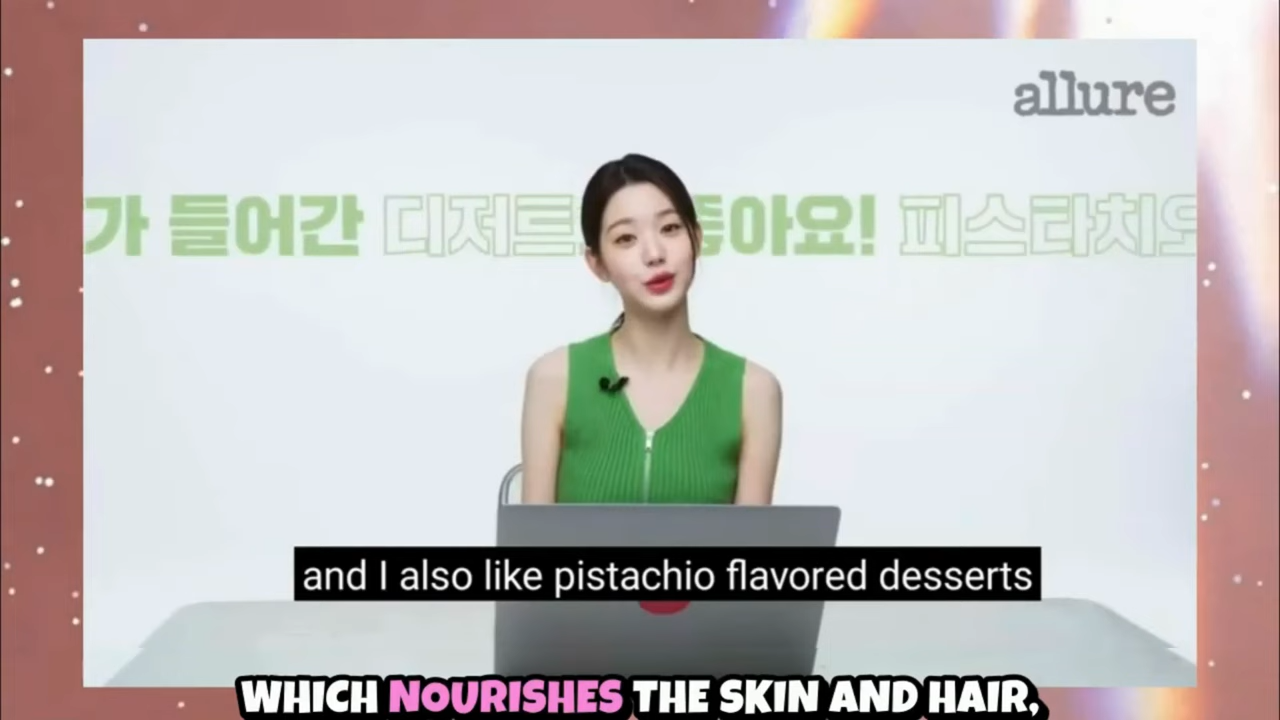 allure
가 들어간 디저트 좋아요! 피스타치오
and I also like pistachio flavored desserts
WHICH NOURISHES THE SKIN AND HAIR,